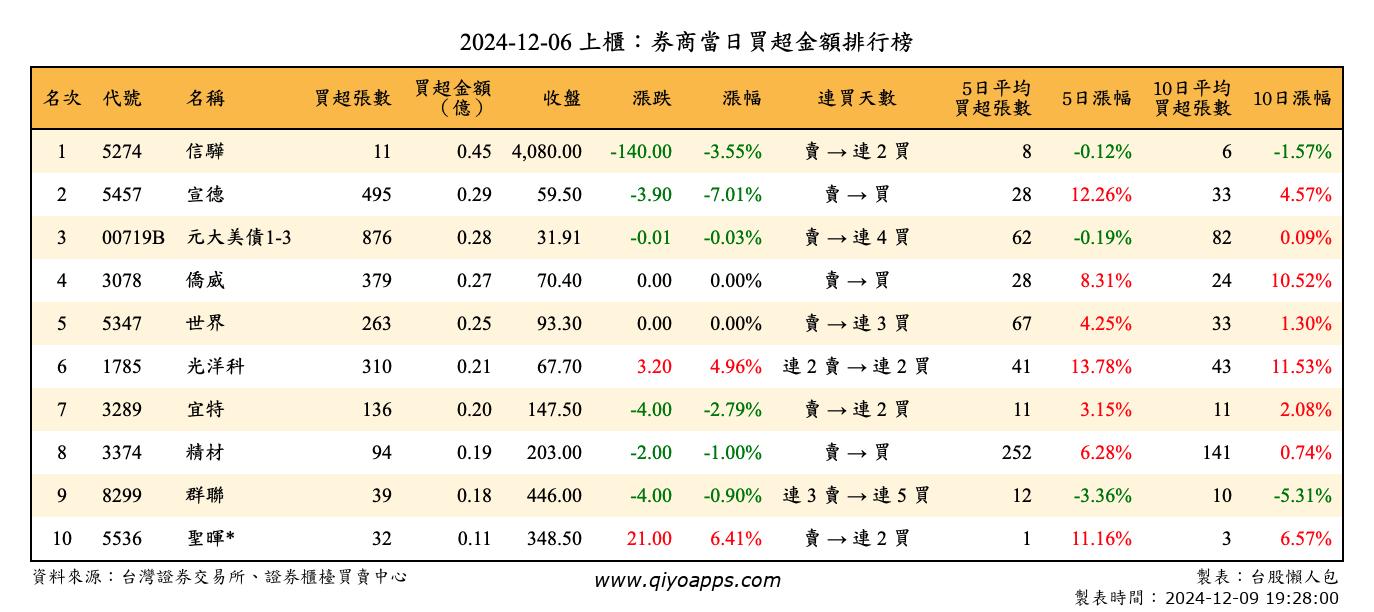 2024-12-06 上櫃：券商當日買超金額排行榜
名次 代號 名稱 買超張數 買超金額（億） 收盤 漲跌 漲幅 連買天數 5日平均買超張數 5日漲幅 10日平均買超張數 10日漲幅
1 5274 信驊 11 0.45 4,080.00 -140.00 -3.55% 賣 → 連 2 買 8 -0.12% 6 -1.57%
2 5457 宣德 495 0.29 59.50 -3.90 -7.01% 賣 → 買 28 12.26% 33 4.57%
3 00719B 元大美債1-3 876 0.28 31.91 -0.01 -0.03% 賣 → 連 4 買 62 -0.19% 82 0.09%
4 3078 僑威 379 0.27 70.40 0.00 0.00% 賣 → 買 28 8.31% 24 10.52%
5 5347 世界 263 0.25 93.30 0.00 0.00% 賣 → 連 3 買 67 4.25% 33 1.30%
6 1785 光洋科 310 0.21 67.70 3.20 4.96% 連 2 賣 → 連 2 買 41 13.78% 43 11.53%
7 3289 宜特 136 0.20 147.50 -4.00 -2.79% 賣 → 連 2 買 11 3.15% 11 2.08%
8 3374 精材 94 0.19 203.00 -2.00 -1.00% 賣 → 買 252 6.28% 141 0.74%
9 8299 群聯 39 0.18 446.00 -4.00 -0.90% 連 3 賣 → 連 5 買 12 -3.36% 10 -5.31%
10 5536 聖暉* 32 0.11 348.50 21.00 6.41% 賣 → 連 2 買 1 11.16% 3 6.57%
資料來源：台灣證券交易所、證券櫃檯買賣中心 www.qiyoapps.com 製表：台股懶人包
製表時間：2024-12-09 19:28:00